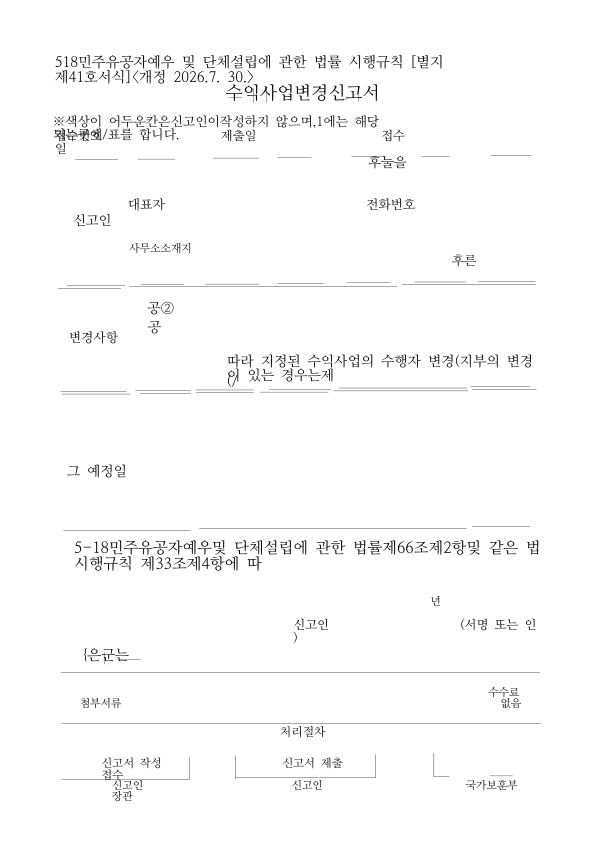 518민주유공자예우 및 단체설립에 관한 법률 시행규칙 [별지
제41호서식]<개정 2026.7. 30.>
수익사업변경신고서
※색상이 어두운칸은신고인이작성하지 않으며,1에는 해당
/표를 합니다.
제출일 접수
일
후눌을
대표자 전화번호
신고인
사무소소재지
후른
공②
공
변경사항
따라 지정된 수익사업의 수행자 변경(지부의 변경
이 있는 경우는제
그 예정일
5-18민주유공자예우및 단체설립에 관한 법률제66조제2항및 같은 법
시행규칙 제33조제4항에 따
년
신고인 (서명 또는 인
)
{은군는
수수료
첨부서류 없음
처리절차
신고서 작성 신고서 제출
접수
신고인 신고인 국가보훈부
장관